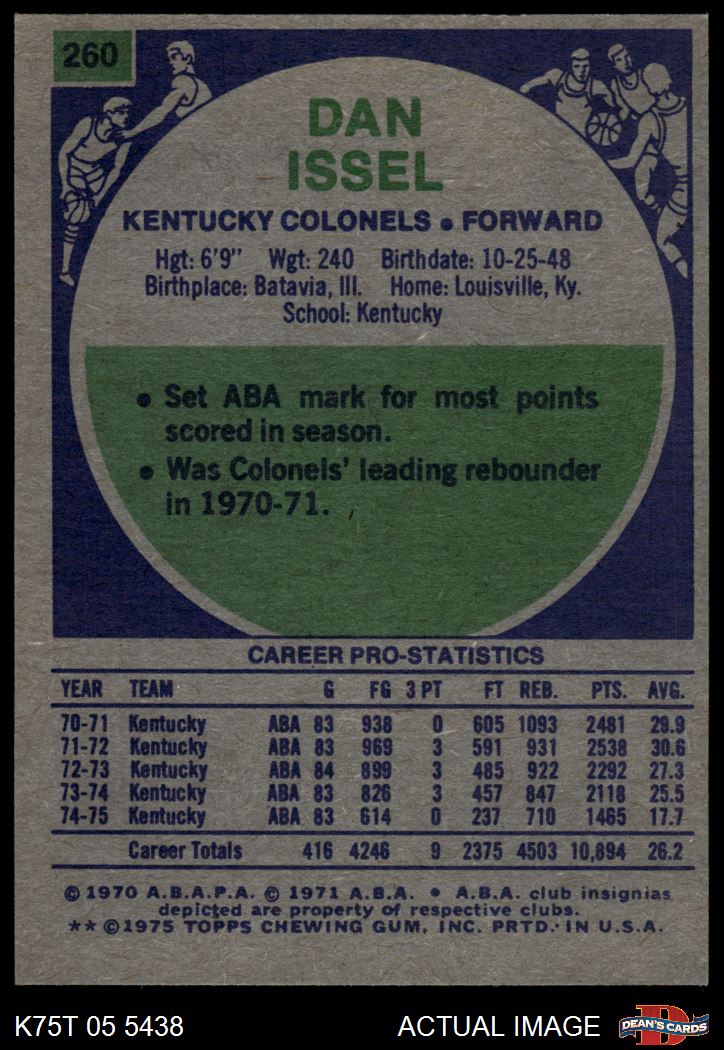 260
DAN
ISSEL
KENTUCKY COLONELS • FORWARD
Hgt: 6'9" Wgt: 240 Birthdate: 10-25-48
Birthplace: Batavia, Ill. Home: Louisville, Ky.
School: Kentucky
• Set ABA mark for most points
scored in season.
• Was Colonels' leading rebounder
in 1970-71.
CAREER PRO-STATISTICS
YEAR TEAM G FG 3 PT FT REB. PTS. AVG.
70-71 Kentucky ABA 83 938 0 605 1093 2481 29.9
71-72 Kentucky ABA 83 969 3 591 931 2538 30.6
72-73 Kentucky ABA 84 899 3 485 922 2292 27.3
73-74 Kentucky ABA 83 826 3 457 847 2118 25.5
74-75 Kentucky ABA 83 614 0 237 710 1465 17.7
Career Totals 416 4246 9 2375 4503 10,894 26.2
© 1970 A.B.A.P.A. © 1971 A.B.A. • A.B.A. club insignias
depicted are property of respective clubs.
** © 1975 TOPPS CHEWING GUM, INC. PRTD. IN U.S.A.
K75T 05 5438 ACTUAL IMAGE
D
DEAN'S CARDS